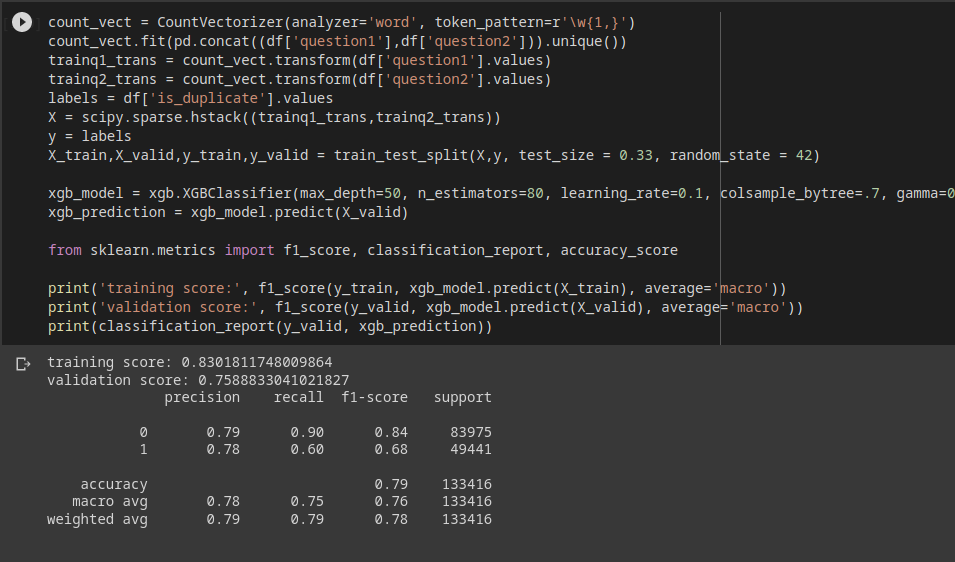 count_vect = CountVectorizer(analyzer='word', token_pattern=r'\w{1,}')
count_vect.fit(pd.concat((df['question1'],df['question2'])).unique())
trainq1_trans = count_vect.transform(df['question1'].values)
trainq2_trans = count_vect.transform(df['question2'].values)
labels = df['is_duplicate'].values
X = scipy.sparse.hstack((trainq1_trans,trainq2_trans))
y = labels
X_train,X_valid,y_train,y_valid = train_test_split(X,y, test_size = 0.33, random_state = 42)
xgb_model = xgb.XGBClassifier(max_depth=50, n_estimators=80, learning_rate=0.1, colsample_bytree=.7, gamma=0
xgb_prediction = xgb_model.predict(X_valid)
from sklearn.metrics import f1_score, classification_report, accuracy_score
print('training score:', f1_score(y_train, xgb_model.predict(X_train), average='macro'))
print('validation score:', f1_score(y_valid, xgb_model.predict(X_valid), average='macro'))
print(classification_report(y_valid, xgb_prediction))
training score: 0.8301811748009864
validation score: 0.7588833041021827
precision recall f1-score support
0 0.79 0.90 0.84 83975
1 0.78 0.60 0.68 49441
accuracy 0.79 133416
macro avg 0.78 0.75 0.76 133416
weighted avg 0.79 0.79 0.78 133416